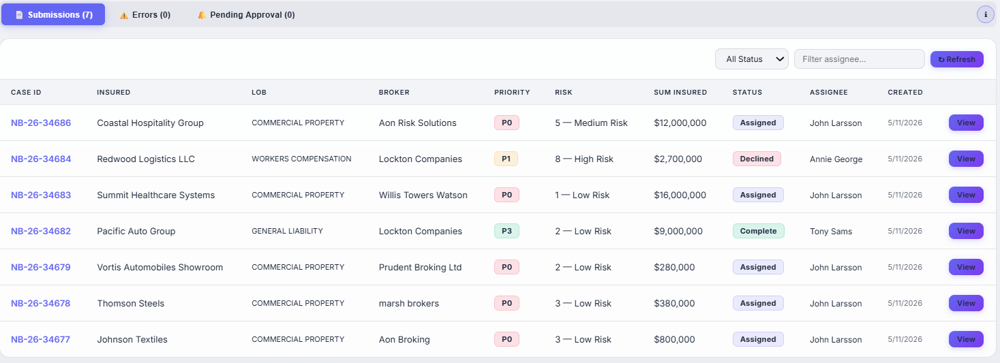 Submissions (7) Errors (0) Pending Approval (0) i
All Status Filter assignee... ↻ Refresh
CASE ID INSURED LOB BROKER PRIORITY RISK SUM INSURED STATUS ASSIGNEE CREATED
NB-26-34686 Coastal Hospitality Group COMMERCIAL PROPERTY Aon Risk Solutions P0 5 — Medium Risk $12,000,000 Assigned John Larsson 5/11/2026 View
NB-26-34684 Redwood Logistics LLC WORKERS COMPENSATION Lockton Companies P1 8 — High Risk $2,700,000 Declined Annie George 5/11/2026 View
NB-26-34683 Summit Healthcare Systems COMMERCIAL PROPERTY Willis Towers Watson P0 1 — Low Risk $16,000,000 Assigned John Larsson 5/11/2026 View
NB-26-34682 Pacific Auto Group GENERAL LIABILITY Lockton Companies P3 2 — Low Risk $9,000,000 Complete Tony Sams 5/11/2026 View
NB-26-34679 Vortis Automobiles Showroom COMMERCIAL PROPERTY Prudent Broking Ltd P0 2 — Low Risk $280,000 Assigned John Larsson 5/11/2026 View
NB-26-34678 Thomson Steels COMMERCIAL PROPERTY marsh brokers P0 3 — Low Risk $380,000 Assigned John Larsson 5/11/2026 View
NB-26-34677 Johnson Textiles COMMERCIAL PROPERTY Aon Broking P0 3 — Low Risk $800,000 Assigned John Larsson 5/11/2026 View